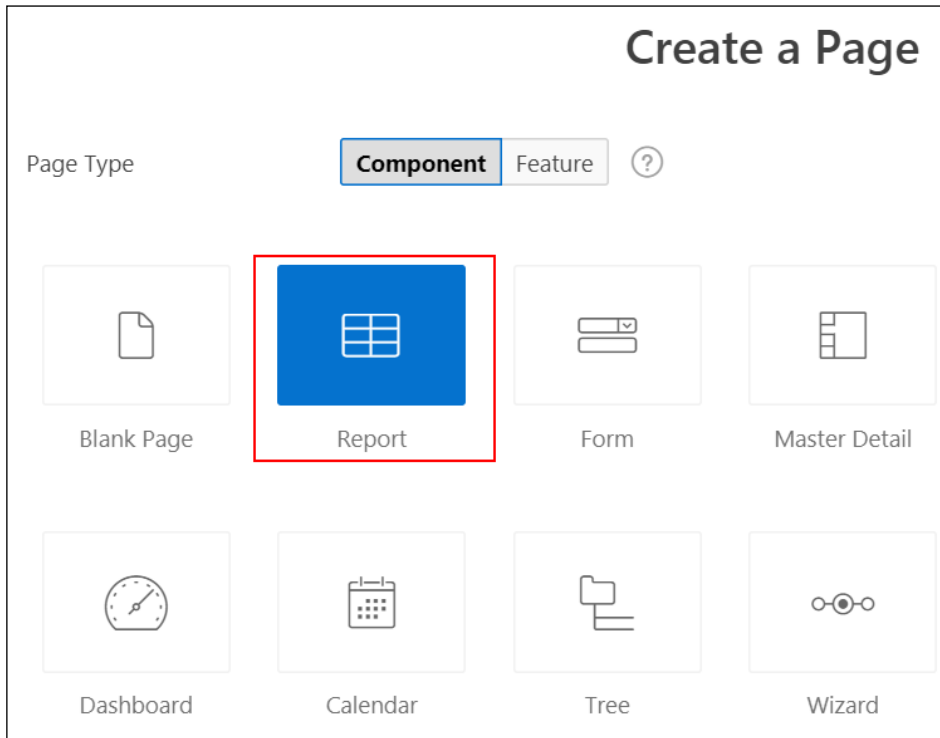 Create a Page
Page Type
Component Feature ?
Blank Page Report Form Master Detail
Dashboard Calendar Tree Wizard